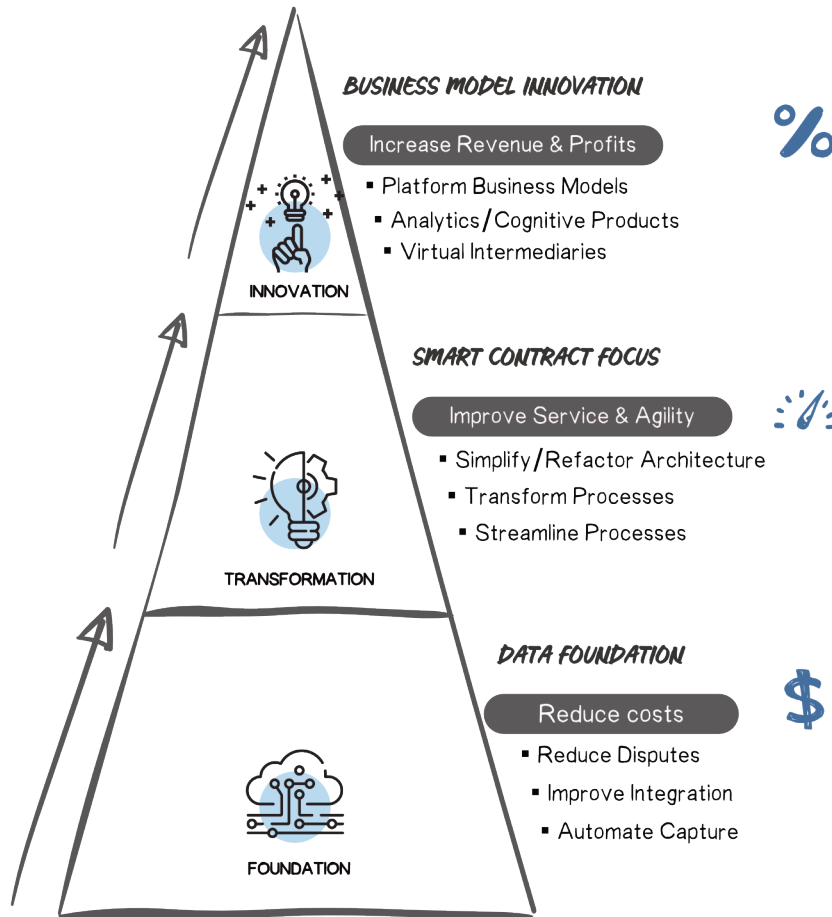 BUSINESS MODEL INNOVATION
Increase Revenue & Profits
▪ Platform Business Models
▪ Analytics/Cognitive Products
▪ Virtual Intermediaries
INNOVATION
%
SMART CONTRACT FOCUS
Improve Service & Agility
▪ Simplify/Refactor Architecture
▪ Transform Processes
▪ Streamline Processes
TRANSFORMATION
DATA FOUNDATION
Reduce costs
$
▪ Reduce Disputes
▪ Improve Integration
▪ Automate Capture
FOUNDATION